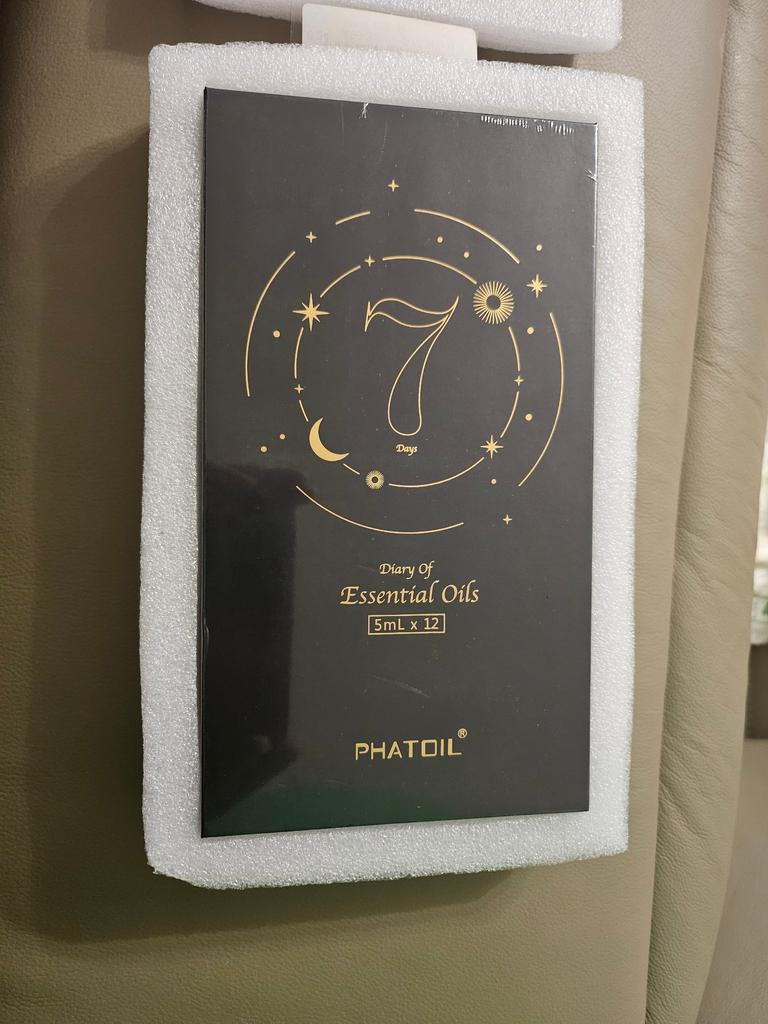 7
Days
Diary Of
Essential Oils
5mL x 12
PHATOIL®